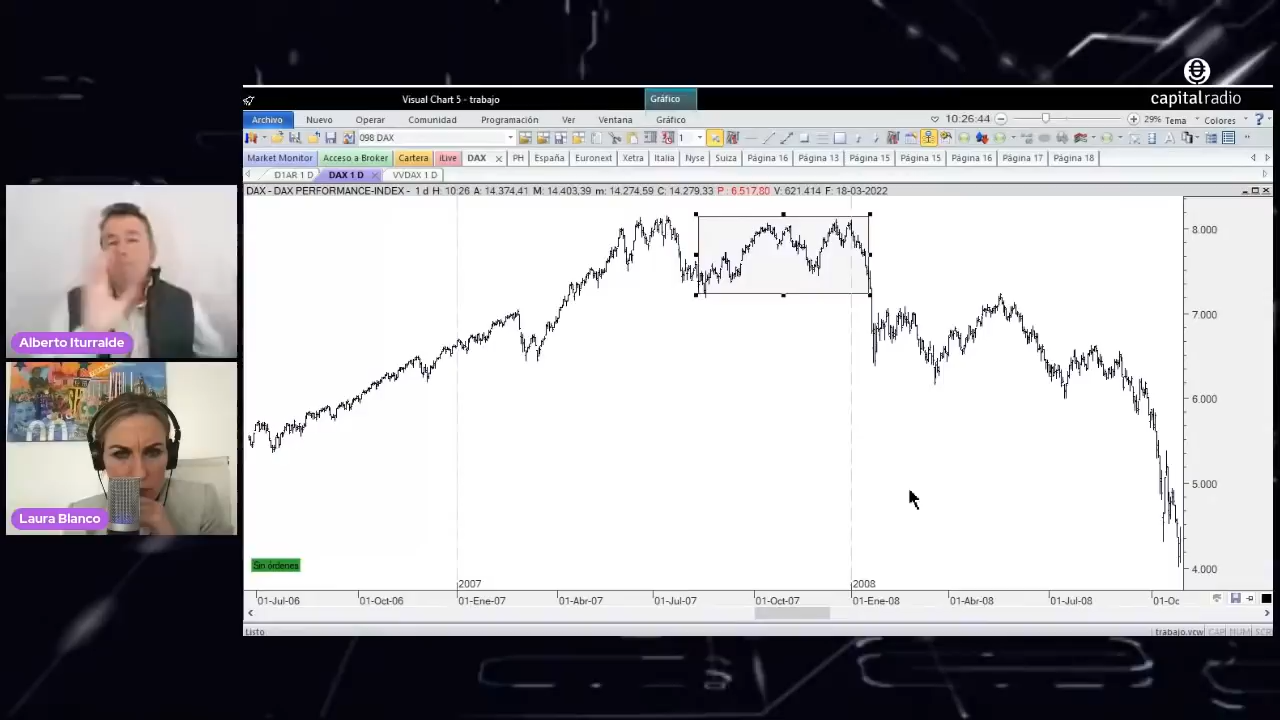 capitalradio
Visual Chart 5 - trabajo
Gráfico
Archivo Nuevo Operar Comunidad Programación Ver Ventana Gráfico
10:26:44 29% Tema Colores ?
098 DAX 1
Market Monitor Acceso a Broker Cartera iLive DAX PH España Euronext Xetra Italia Nyse Suiza Página 16 Página 13 Página 15 Página 15 Página 16 Página 17 Página 18
D1AR 1 D DAX 1 D VVDAX 1 D
DAX - DAX PERFORMANCE-INDEX - 1 d H: 10:26 A: 14.374,41 M: 14.403,39 m: 14.274,59 C: 14.279,33 P: 6.517,80 V: 621.414 F: 18-03-2022
8.000
7.000
6.000
5.000
4.000
Alberto Iturralde
Laura Blanco
Sin órdenes
2007 2008
01-Jul-06 01-Oct-06 01-Ene-07 01-Abr-07 01-Jul-07 01-Oct-07 01-Ene-08 01-Abr-08 01-Jul-08 01-Oc
Listo trabajo.vcw CAP NUM SCR